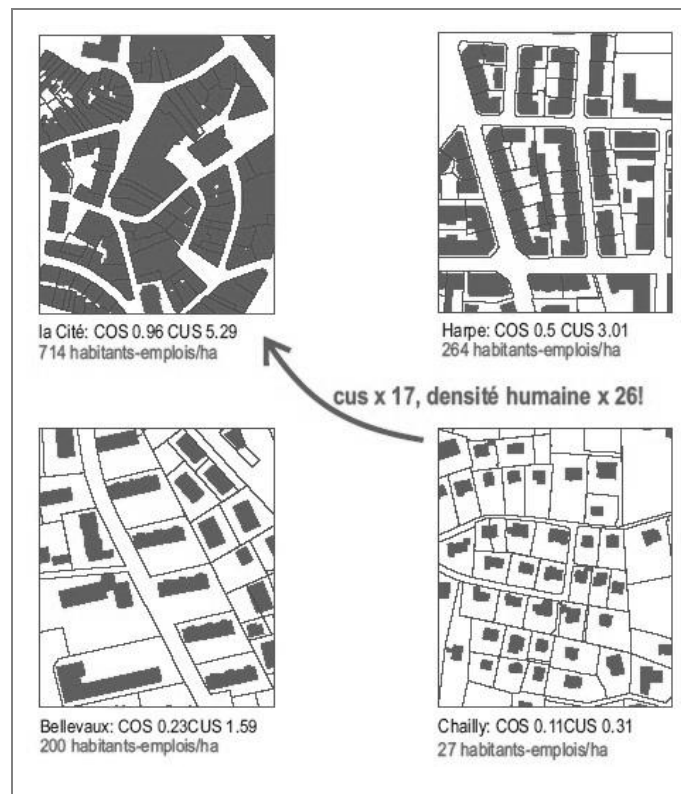 la Cité: COS 0.96 CUS 5.29
714 habitants-emplois/ha
Harpe: COS 0.5 CUS 3.01
264 habitants-emplois/ha
cus x 17, densité humaine x 26!
Bellevaux: COS 0.23CUS 1.59
200 habitants-emplois/ha
Chailly: COS 0.11CUS 0.31
27 habitants-emplois/ha